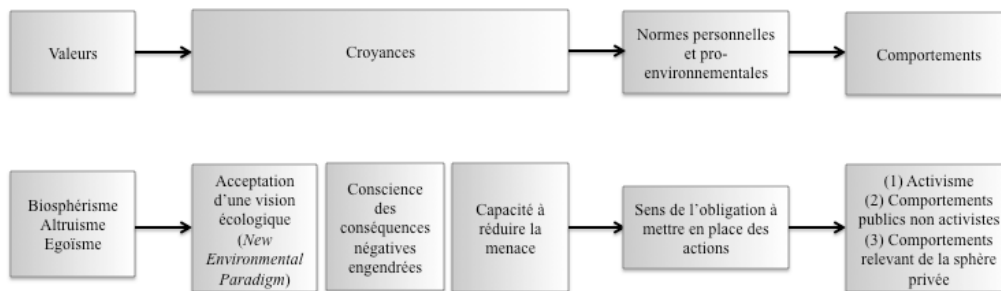 Valeurs
Croyances
Normes personnelles
et pro-
environnementales
Comportements
Biosphérisme
Altruisme
Egoïsme
Acceptation
d'une vision
écologique
(New
Environmental
Paradigm)
Conscience
des
conséquences
négatives
engendrées
Capacité à
réduire la
menace
Sens de l'obligation à
mettre en place des
actions
(1) Activisme
(2) Comportements
publics non activistes
(3) Comportements
relevant de la sphère
privée